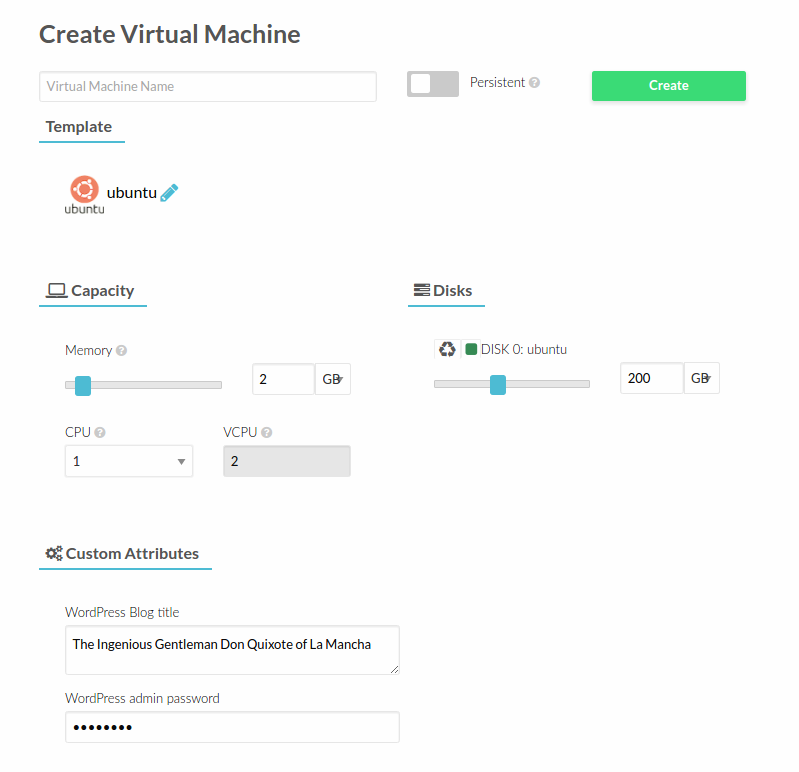 Create Virtual Machine
Virtual Machine Name
Persistent ?
Create
Template
ubuntu
ubuntu
Capacity
Disks
Memory ?
DISK 0: ubuntu
2 GB
200 GB
CPU ?
VCPU ?
1
2
Custom Attributes
WordPress Blog title
The Ingenious Gentleman Don Quixote of La Mancha
WordPress admin password
••••••••